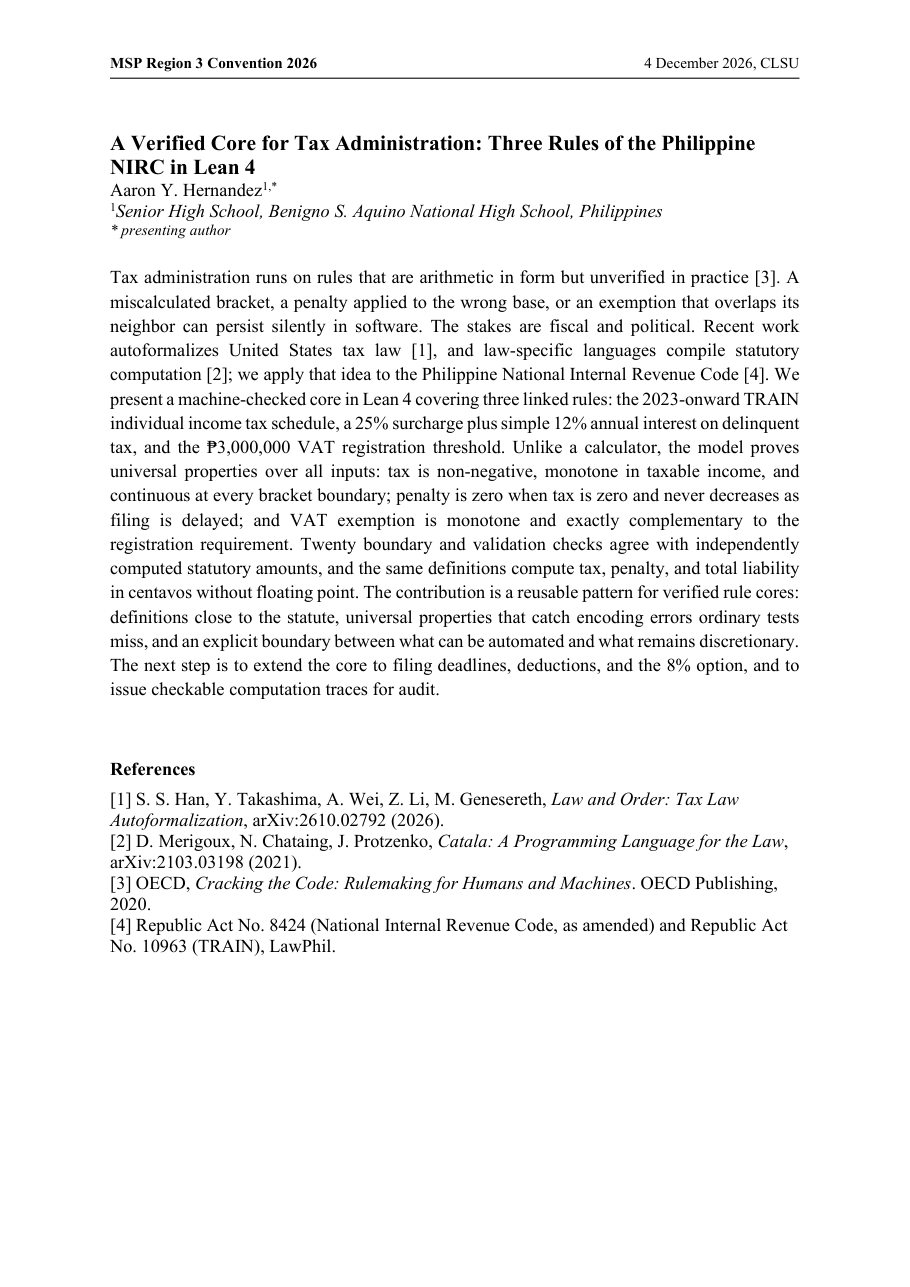 MSP Region 3 Convention 2026 4 December 2026, CLSU
A Verified Core for Tax Administration: Three Rules of the Philippine
NIRC in Lean 4
Aaron Y. Hernandez1,*
1Senior High School, Benigno S. Aquino National High School, Philippines
* presenting author
Tax administration runs on rules that are arithmetic in form but unverified in practice [3]. A
miscalculated bracket, a penalty applied to the wrong base, or an exemption that overlaps its
neighbor can persist silently in software. The stakes are fiscal and political. Recent work
autoformalizes United States tax law [1], and law-specific languages compile statutory
computation [2]; we apply that idea to the Philippine National Internal Revenue Code [4]. We
present a machine-checked core in Lean 4 covering three linked rules: the 2023-onward TRAIN
individual income tax schedule, a 25% surcharge plus simple 12% annual interest on delinquent
tax, and the ₱3,000,000 VAT registration threshold. Unlike a calculator, the model proves
universal properties over all inputs: tax is non-negative, monotone in taxable income, and
continuous at every bracket boundary; penalty is zero when tax is zero and never decreases as
filing is delayed; and VAT exemption is monotone and exactly complementary to the
registration requirement. Twenty boundary and validation checks agree with independently
computed statutory amounts, and the same definitions compute tax, penalty, and total liability
in centavos without floating point. The contribution is a reusable pattern for verified rule cores:
definitions close to the statute, universal properties that catch encoding errors ordinary tests
miss, and an explicit boundary between what can be automated and what remains discretionary.
The next step is to extend the core to filing deadlines, deductions, and the 8% option, and to
issue checkable computation traces for audit.
References
[1] S. S. Han, Y. Takashima, A. Wei, Z. Li, M. Genesereth, Law and Order: Tax Law
Autoformalization, arXiv:2610.02792 (2026).
[2] D. Merigoux, N. Chataing, J. Protzenko, Catala: A Programming Language for the Law,
arXiv:2103.03198 (2021).
[3] OECD, Cracking the Code: Rulemaking for Humans and Machines. OECD Publishing,
2020.
[4] Republic Act No. 8424 (National Internal Revenue Code, as amended) and Republic Act
No. 10963 (TRAIN), LawPhil.